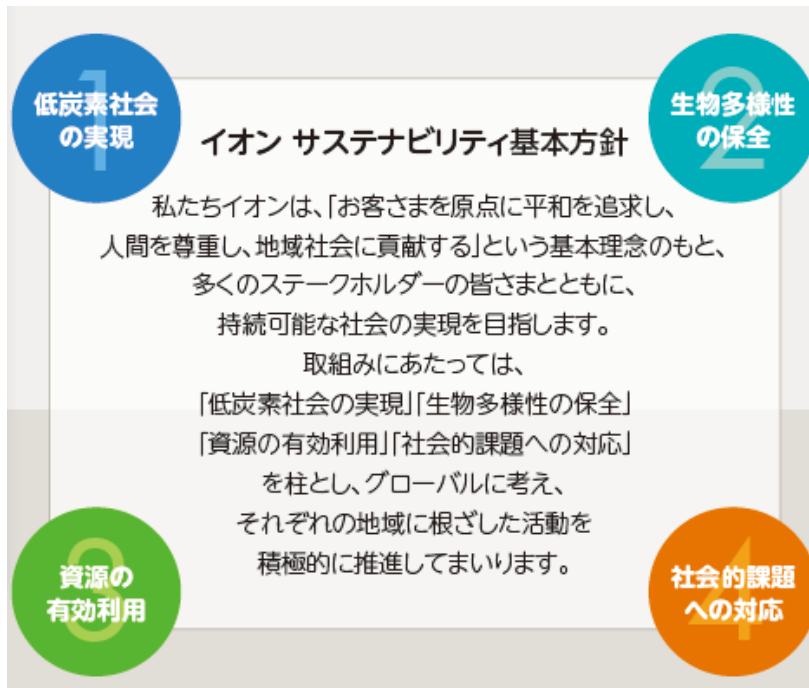 1
低炭素社会
の実現
2
生物多様性
の保全
イオン サステナビリティ基本方針
私たちイオンは、「お客さまを原点に平和を追求し、
人間を尊重し、地域社会に貢献する」という基本理念のもと、
多くのステークホルダーの皆さまとともに、
持続可能な社会の実現を目指します。
取組みにあたっては、
「低炭素社会の実現」「生物多様性の保全」
「資源の有効利用」「社会的課題への対応」
を柱とし、グローバルに考え、
それぞれの地域に根ざした活動を
積極的に推進してまいります。
3
資源の
有効利用
4
社会的課題
への対応